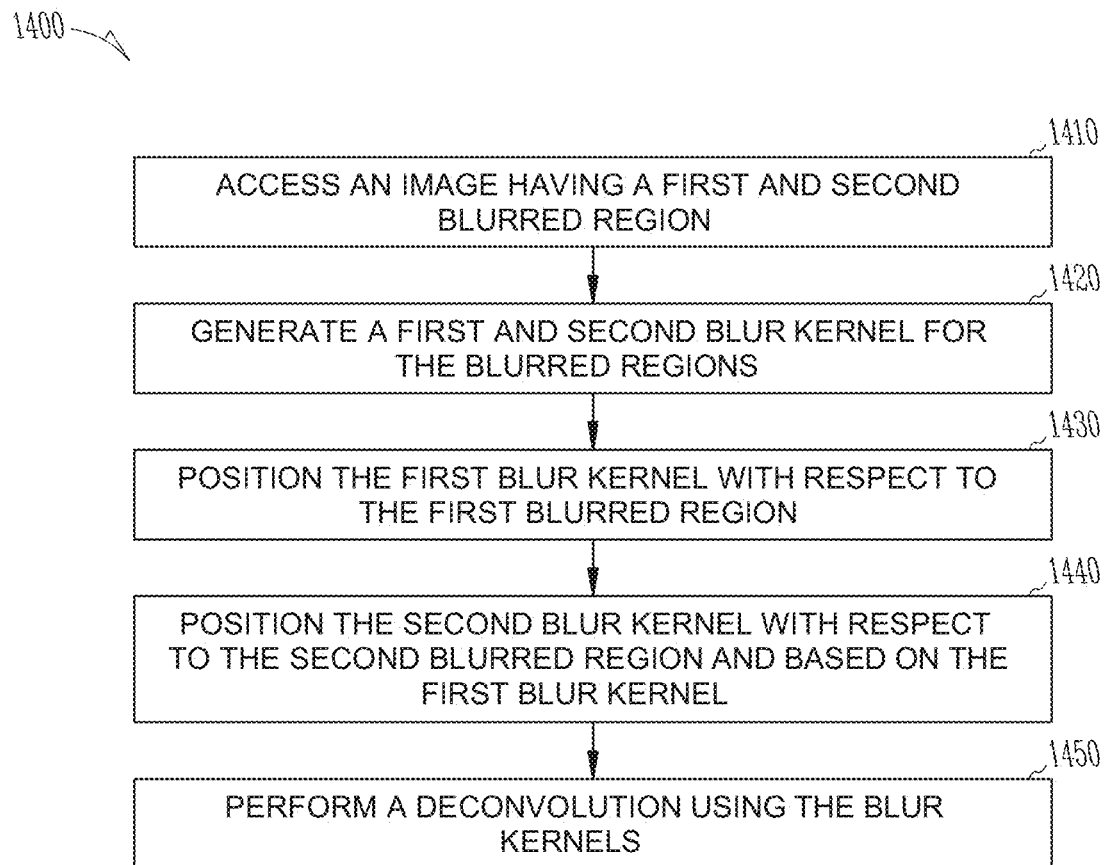 1400
1410
ACCESS AN IMAGE HAVING A FIRST AND SECOND
BLURRED REGION
1420
GENERATE A FIRST AND SECOND BLUR KERNEL FOR
THE BLURRED REGIONS
1430
POSITION THE FIRST BLUR KERNEL WITH RESPECT TO
THE FIRST BLURRED REGION
1440
POSITION THE SECOND BLUR KERNEL WITH RESPECT
TO THE SECOND BLURRED REGION AND BASED ON THE
FIRST BLUR KERNEL
1450
PERFORM A DECONVOLUTION USING THE BLUR
KERNELS